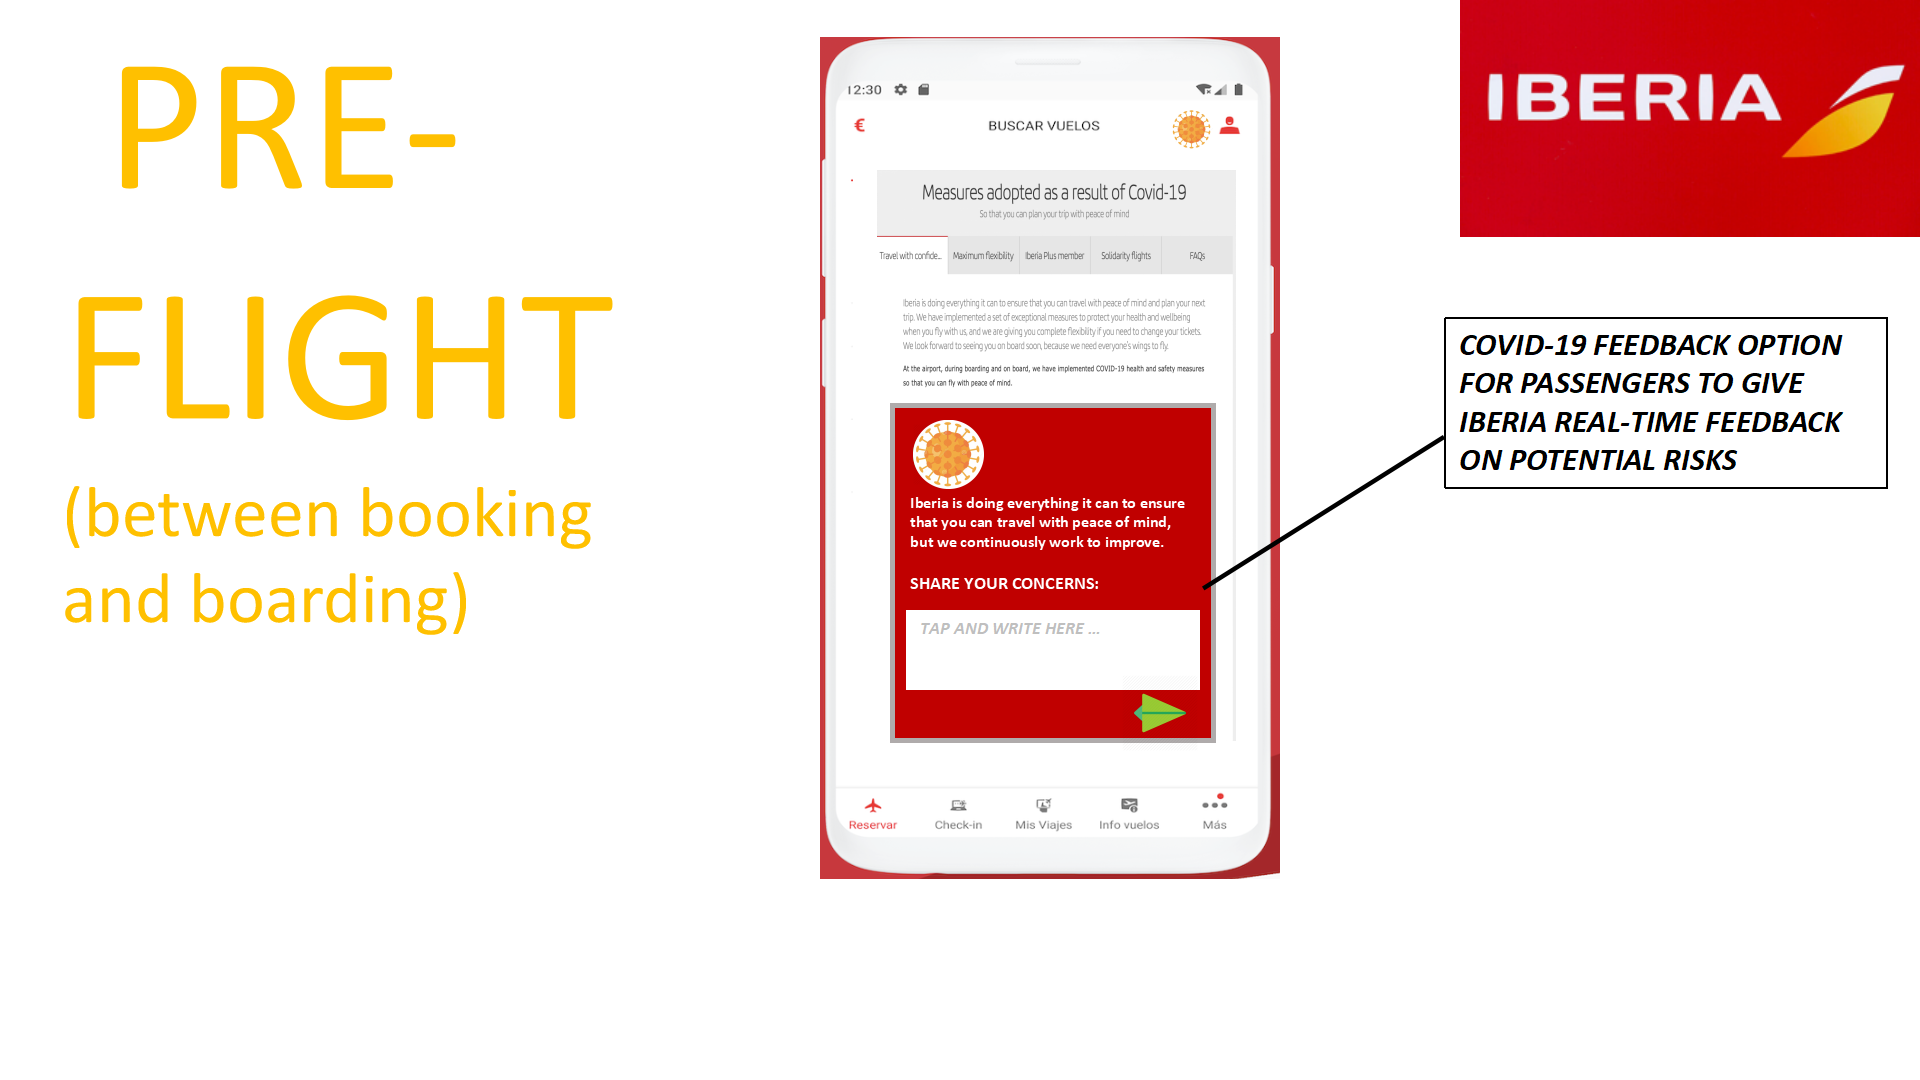 PRE-
FLIGHT
(between booking
and boarding)
12:30
€
BUSCAR VUELOS
Measures adopted as a result of Covid-19
So that you can plan your trip with peace of mind
Travel with confide...
Maximum flexibility
Iberia Plus member
Solidarity flights
FAQs
Iberia is doing everything it can to ensure that you can travel with peace of mind and plan your next
trip. We have implemented a set of exceptional measures to protect your health and wellbeing
when you fly with us, and we are giving you complete flexibility if you need to change your tickets.
We look forward to seeing you on board soon, because we need everyone's wings to fly.
At the airport, during boarding and on board, we have implemented COVID-19 health and safety measures
so that you can fly with peace of mind.
Iberia is doing everything it can to ensure
that you can travel with peace of mind,
but we continuously work to improve.
SHARE YOUR CONCERNS:
TAP AND WRITE HERE ...
Reservar
Check-in
Mis Viajes
Info vuelos
Más
IBERIA
COVID-19 FEEDBACK OPTION
FOR PASSENGERS TO GIVE
IBERIA REAL-TIME FEEDBACK
ON POTENTIAL RISKS